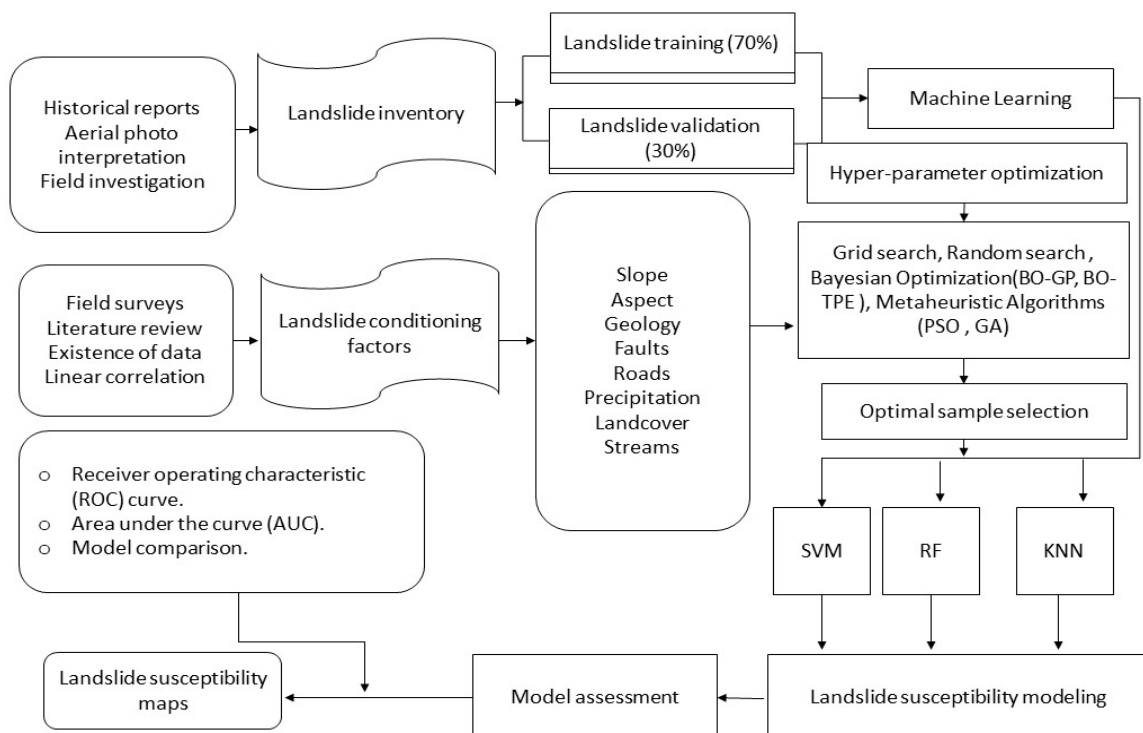 Historical reports
Aerial photo
interpretation
Field investigation
Landslide inventory
Landslide training (70%)
Landslide validation
(30%)
Machine Learning
Hyper-parameter optimization
Grid search, Random search ,
Bayesian Optimization(BO-GP, BO-
TPE ), Metaheuristic Algorithms
(PSO , GA)
Field surveys
Literature review
Existence of data
Linear correlation
Landslide conditioning
factors
Slope
Aspect
Geology
Faults
Roads
Precipitation
Landcover
Streams
Optimal sample selection
o Receiver operating characteristic
(ROC) curve.
o Area under the curve (AUC).
o Model comparison.
SVM
RF
KNN
Landslide susceptibility
maps
Model assessment
Landslide susceptibility modeling